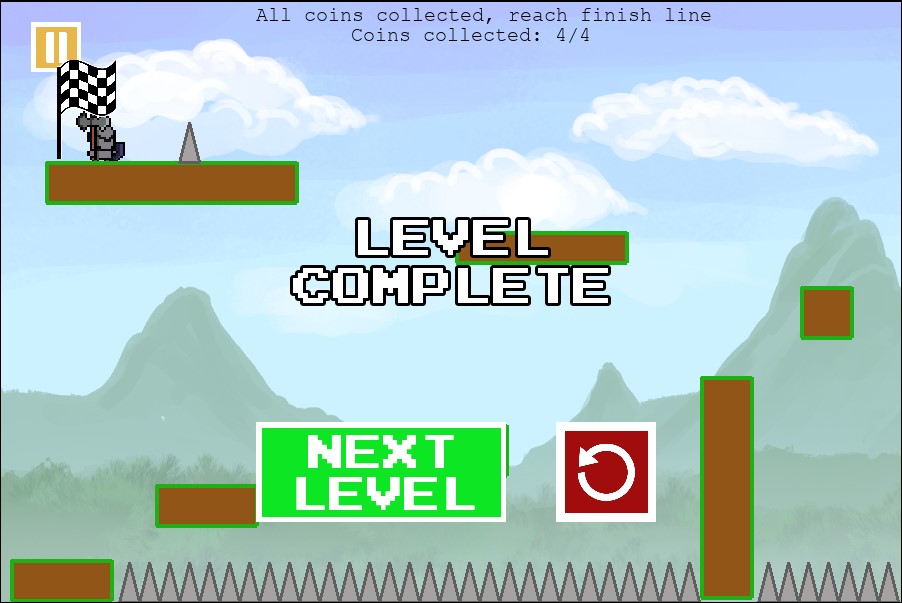 All coins collected, reach finish line
Coins collected: 4/4
LEVEL
COMPLETE
NEXT
LEVEL